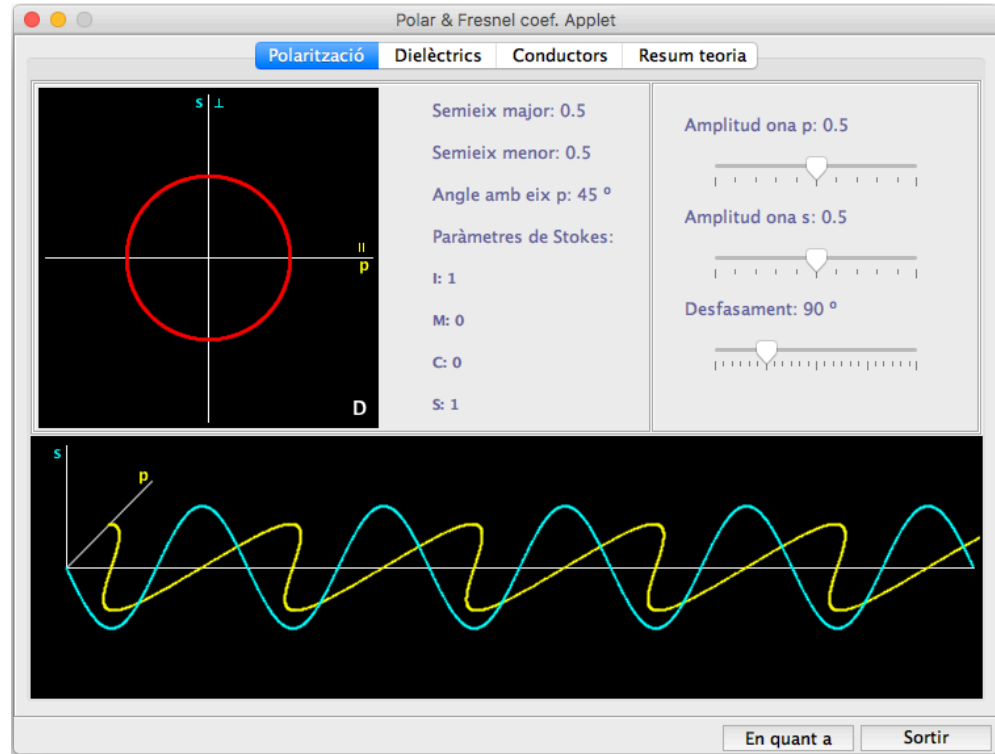 Polar & Fresnel coef. Applet
Polarització Dielèctrics Conductors Resum teoria
s ⊥
=
p
D
Semieix major: 0.5
Semieix menor: 0.5
Angle amb eix p: 45 º
Paràmetres de Stokes:
I: 1
M: 0
C: 0
S: 1
Amplitud ona p: 0.5
Amplitud ona s: 0.5
Desfasament: 90 º
s
p
En quant a Sortir